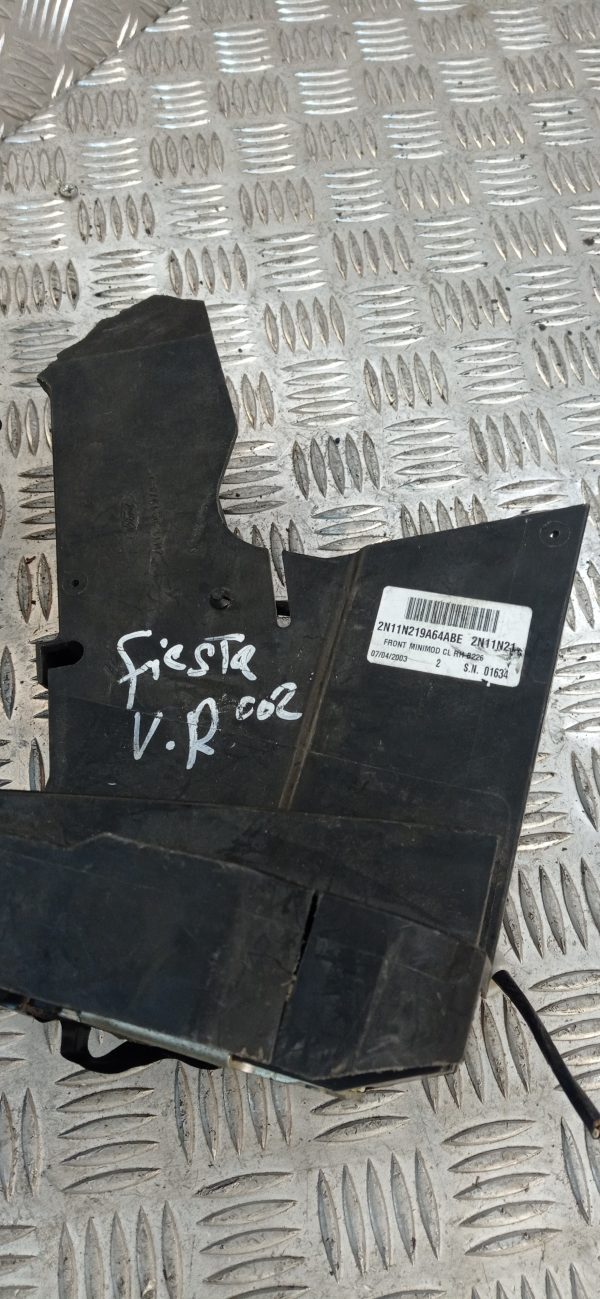 2N11N219A64ABE 2N11N21
FRONT MINIMOD CL RH B226
07/04/2003 2 S.N. 01634
fiesta
V.R 002